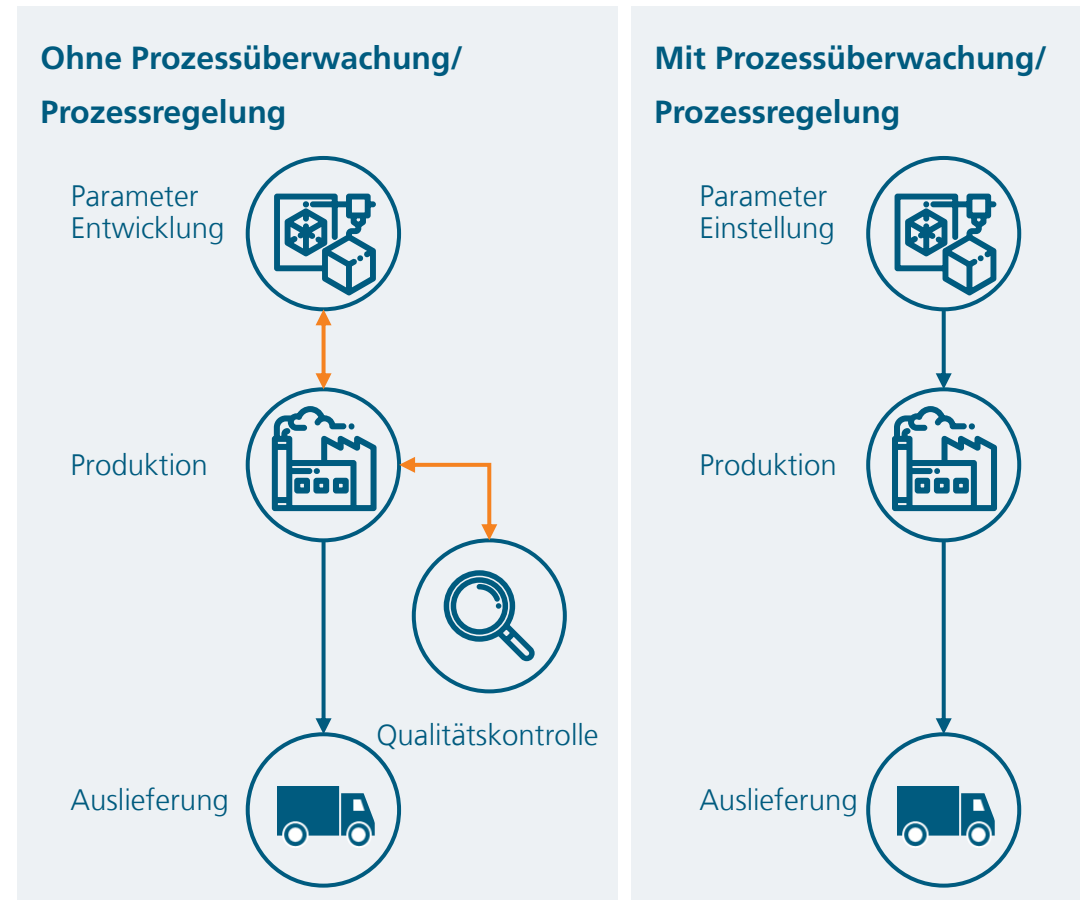 Ohne Prozessüberwachung/
Prozessregelung
Parameter
Entwicklung
Produktion
Qualitätskontrolle
Auslieferung
Mit Prozessüberwachung/
Prozessregelung
Parameter
Einstellung
Produktion
Auslieferung